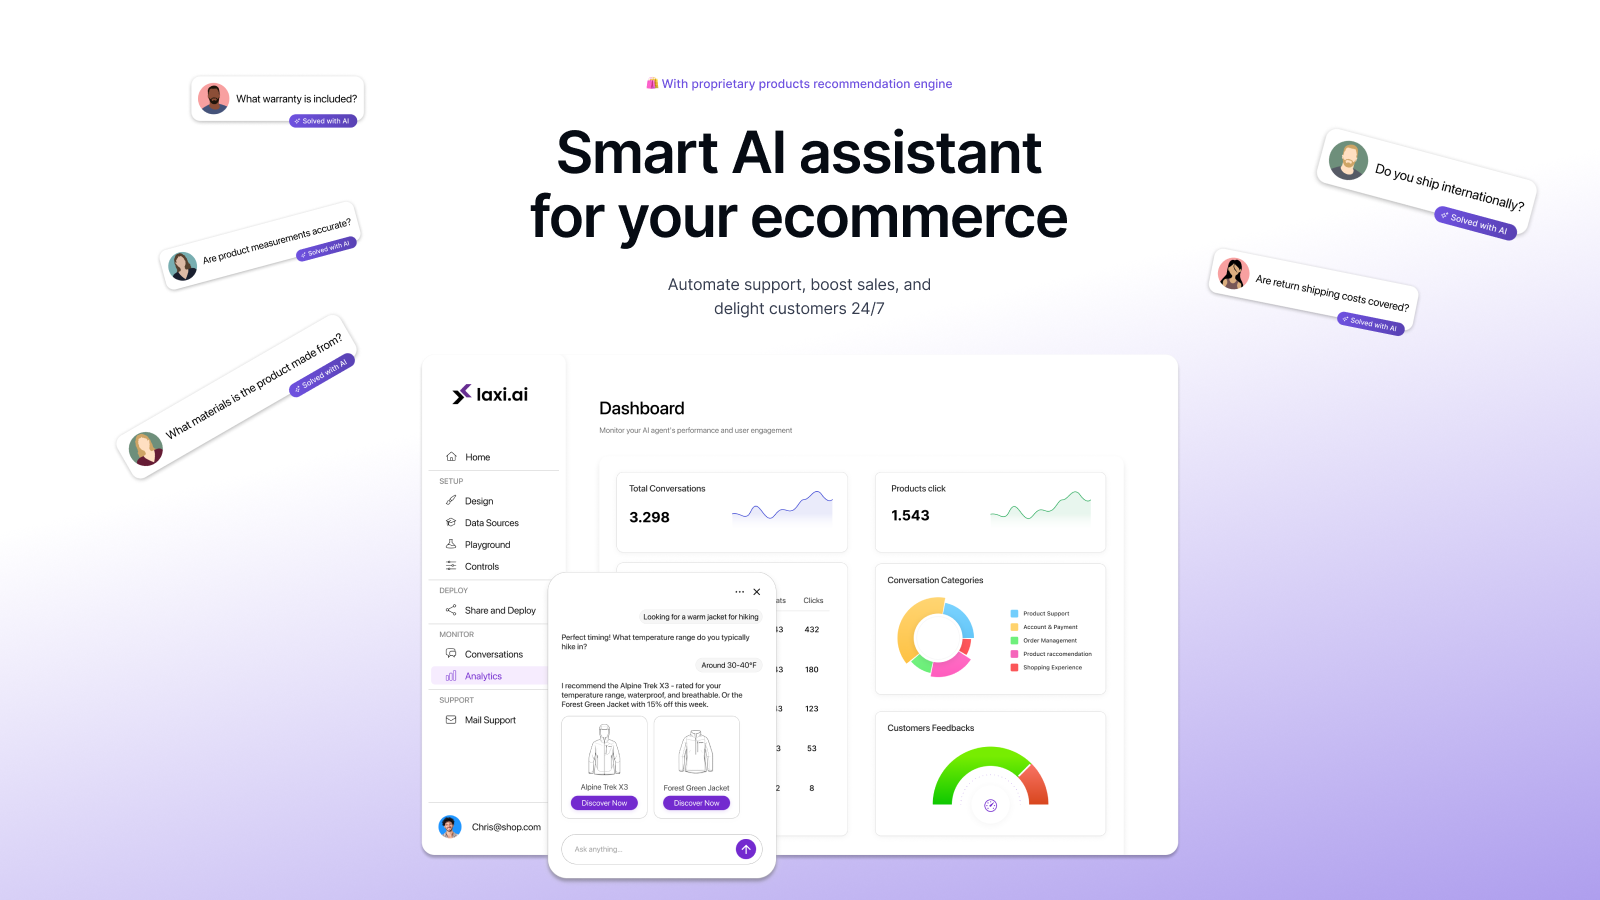 🛍️ With proprietary products recommendation engine
Smart AI assistant
for your ecommerce
Automate support, boost sales, and
delight customers 24/7
What warranty is included?
Solved with AI
Are product measurements accurate?
Solved with AI
What materials is the product made from?
Solved with AI
Do you ship internationally?
Solved with AI
Are return shipping costs covered?
Solved with AI
laxi.ai
Home
SETUP
Design
Data Sources
Playground
Controls
DEPLOY
Share and Deploy
MONITOR
Conversations
Analytics
SUPPORT
Mail Support
Chris@shop.com
Dashboard
Monitor your AI agent's performance and user engagement
Total Conversations
3.298
Products click
1.543
Clicks
432
180
123
53
8
Conversation Categories
Product Support
Account & Payment
Order Management
Product raccomendation
Shopping Experience
Customers Feedbacks
Looking for a warm jacket for hiking
Perfect timing! What temperature range do you typically
hike in?
Around 30-40°F
I recommend the Alpine Trek X3 - rated for your
temperature range, waterproof, and breathable. Or the
Forest Green Jacket with 15% off this week.
Alpine Trek X3
Discover Now
Forest Green Jacket
Discover Now
Ask anything...